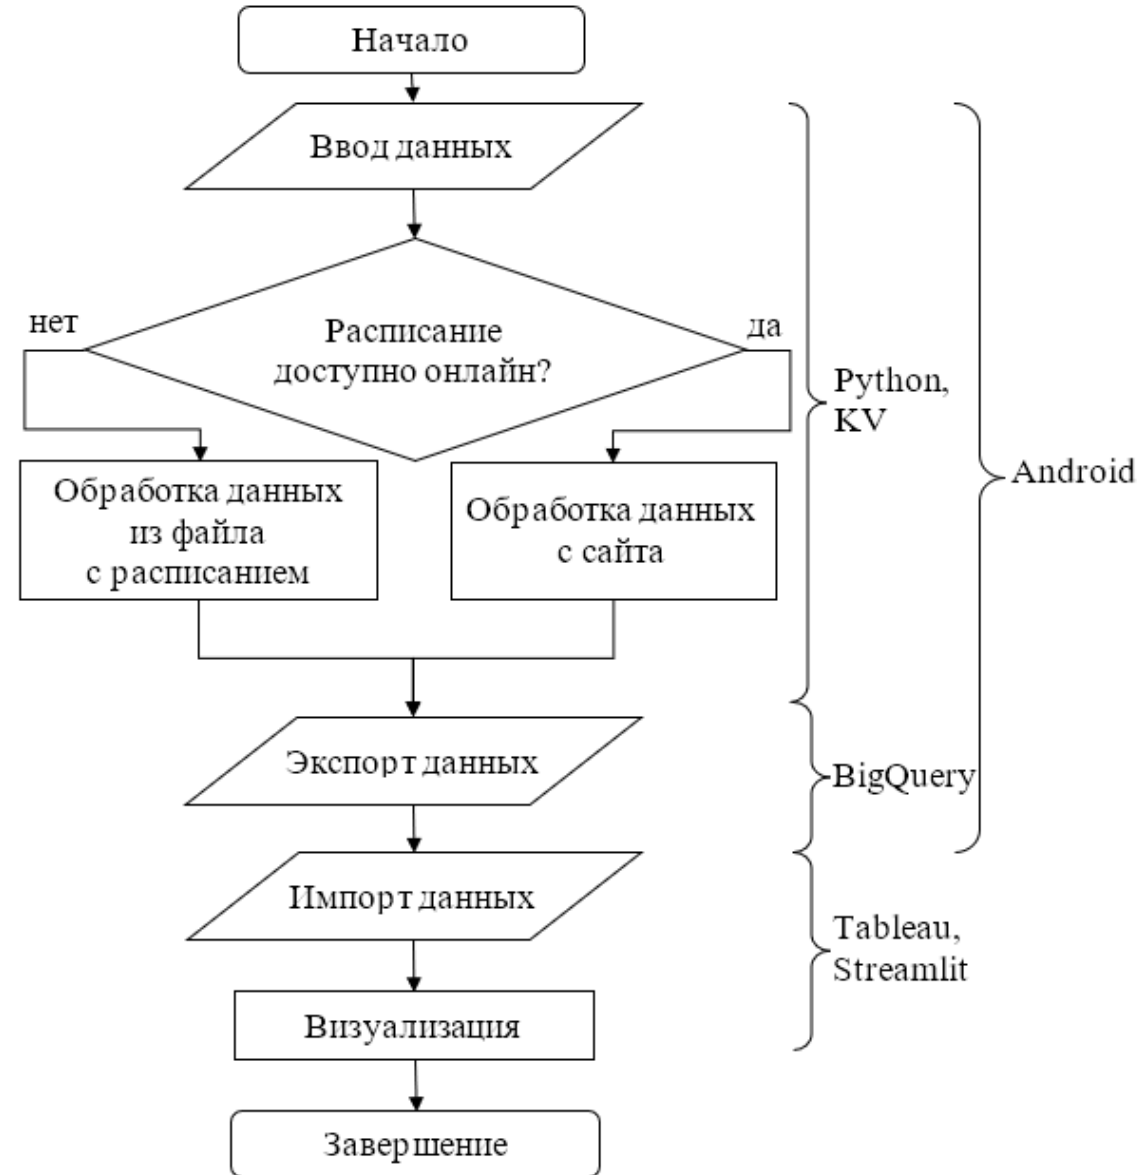 Начало
Ввод данных
нет
да
Расписание
доступно онлайн?
Python,
KV
Android
Обработка данных
из файла
с расписанием
Обработка данных
с сайта
Экспорт данных
BigQuery
Импорт данных
Tableau,
Streamlit
Визуализация
Завершение